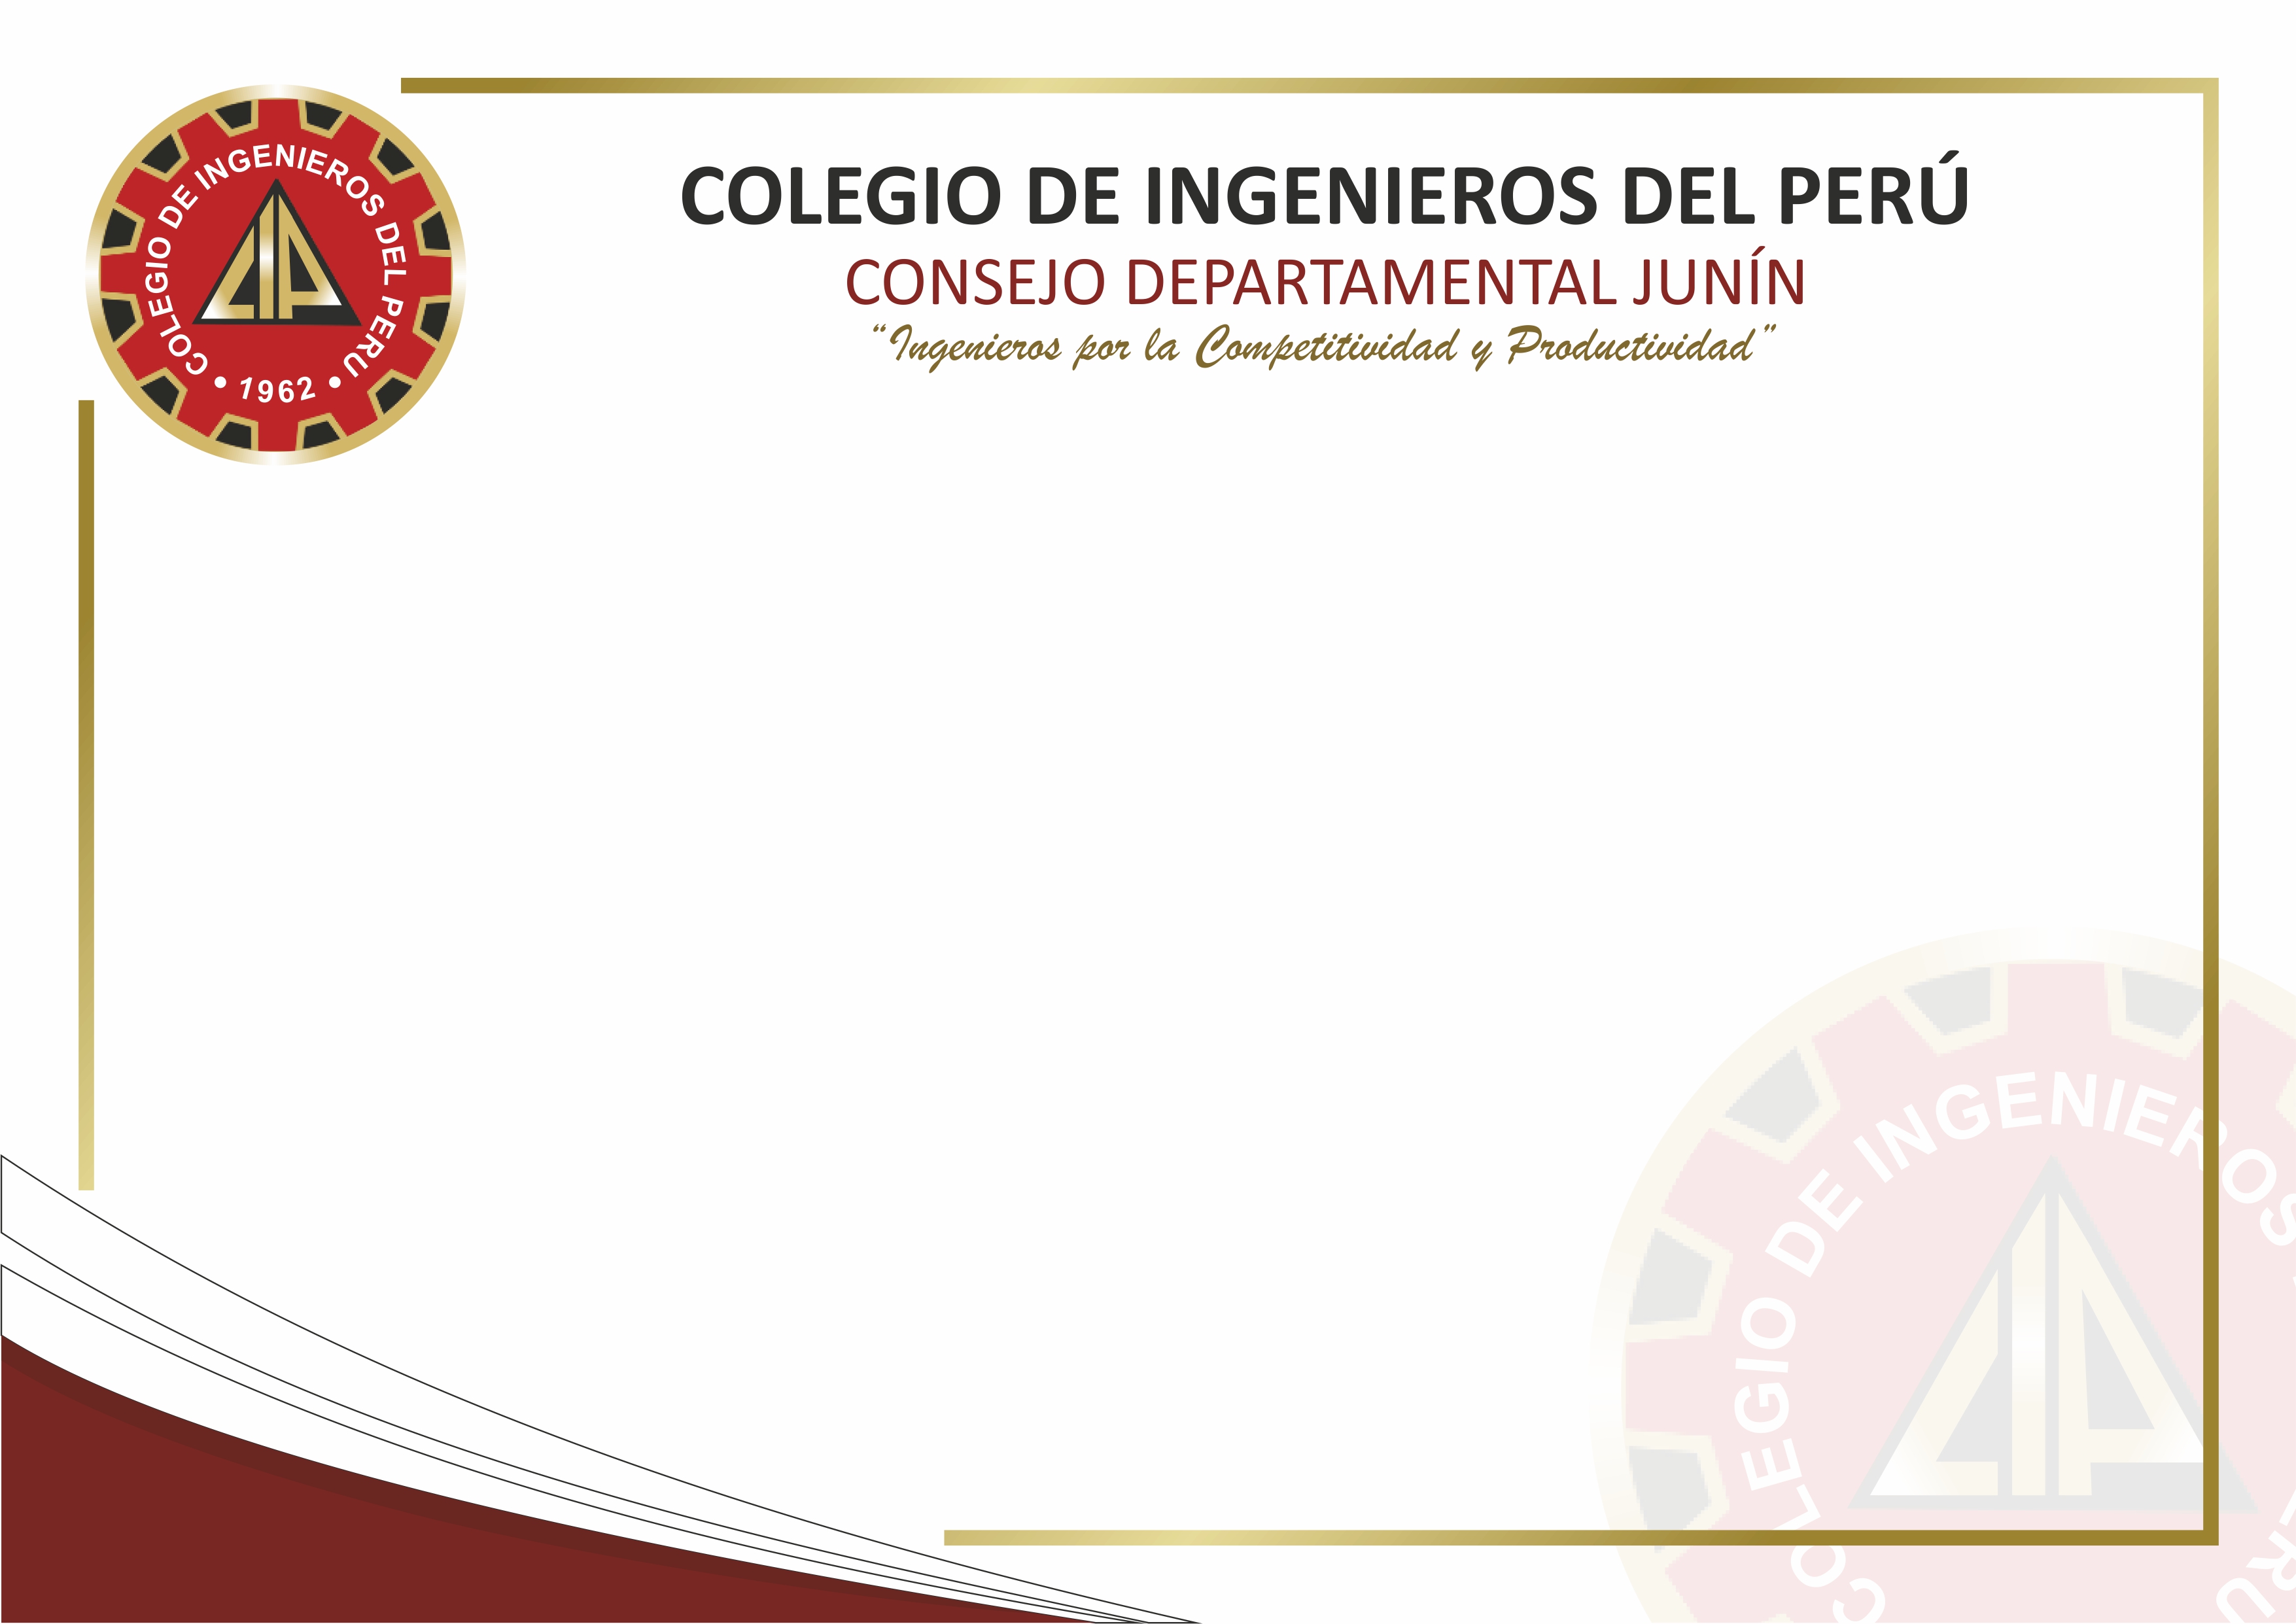 COLEGIO DE INGENIEROS DEL PERU
• 1962 •
COLEGIO DE INGENIEROS DEL PERÚ
CONSEJO DEPARTAMENTAL JUNÍN
“Ingenieros por la Competitividad y Productividad”
COLEGIO DE INGENIEROS
RU